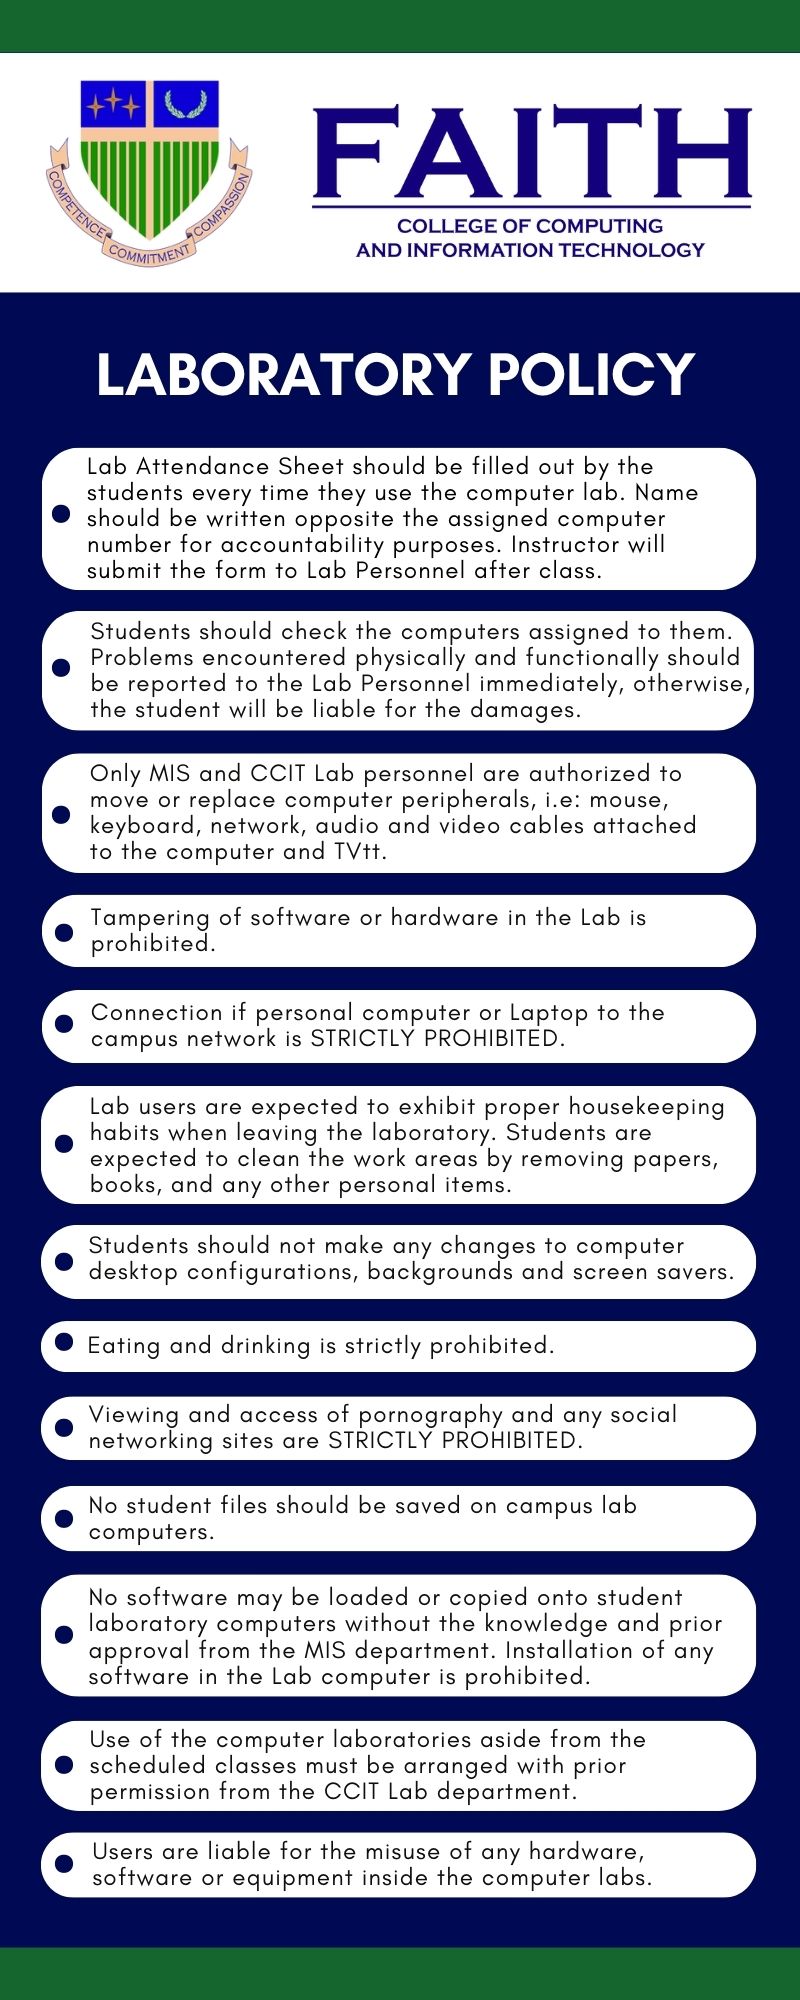 COMPETENCE
COMMITMENT
COMPASSION
FAITH
COLLEGE OF COMPUTING
AND INFORMATION TECHNOLOGY
LABORATORY POLICY
Lab Attendance Sheet should be filled out by the
students every time they use the computer lab. Name
should be written opposite the assigned computer
number for accountability purposes. Instructor will
submit the form to Lab Personnel after class.
Students should check the computers assigned to them.
Problems encountered physically and functionally should
be reported to the Lab Personnel immediately, otherwise,
the student will be liable for the damages.
Only MIS and CCIT Lab personnel are authorized to
move or replace computer peripherals, i.e: mouse,
keyboard, network, audio and video cables attached
to the computer and TVtt.
Tampering of software or hardware in the Lab is
prohibited.
Connection if personal computer or Laptop to the
campus network is STRICTLY PROHIBITED.
Lab users are expected to exhibit proper housekeeping
habits when leaving the laboratory. Students are
expected to clean the work areas by removing papers,
books, and any other personal items.
Students should not make any changes to computer
desktop configurations, backgrounds and screen savers.
Eating and drinking is strictly prohibited.
Viewing and access of pornography and any social
networking sites are STRICTLY PROHIBITED.
No student files should be saved on campus lab
computers.
No software may be loaded or copied onto student
laboratory computers without the knowledge and prior
approval from the MIS department. Installation of any
software in the Lab computer is prohibited.
Use of the computer laboratories aside from the
scheduled classes must be arranged with prior
permission from the CCIT Lab department.
Users are liable for the misuse of any hardware,
software or equipment inside the computer labs.